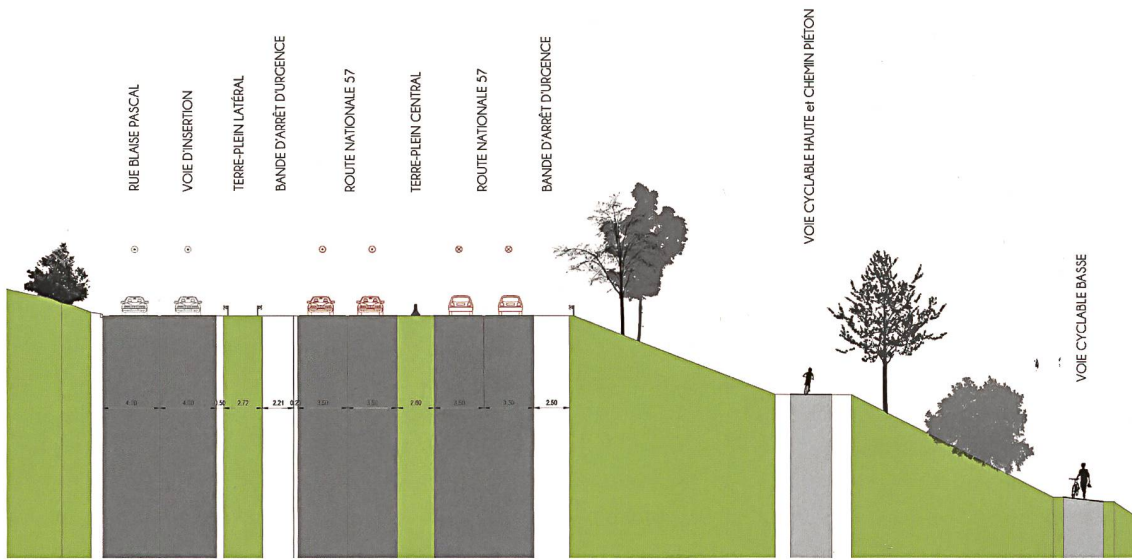 RUE BLAISE PASCAL
VOIE D'INSERTION
TERRE-PLEIN LATÉRAL
BANDE D'ARRÊT D'URGENCE
ROUTE NATIONALE 57
TERRE-PLEIN CENTRAL
ROUTE NATIONALE 57
BANDE D'ARRÊT D'URGENCE
VOIE CYCLABLE HAUTE et CHEMIN PIÉTON
VOIE CYCLABLE BASSE
2.77
2.21
2.60
2.50